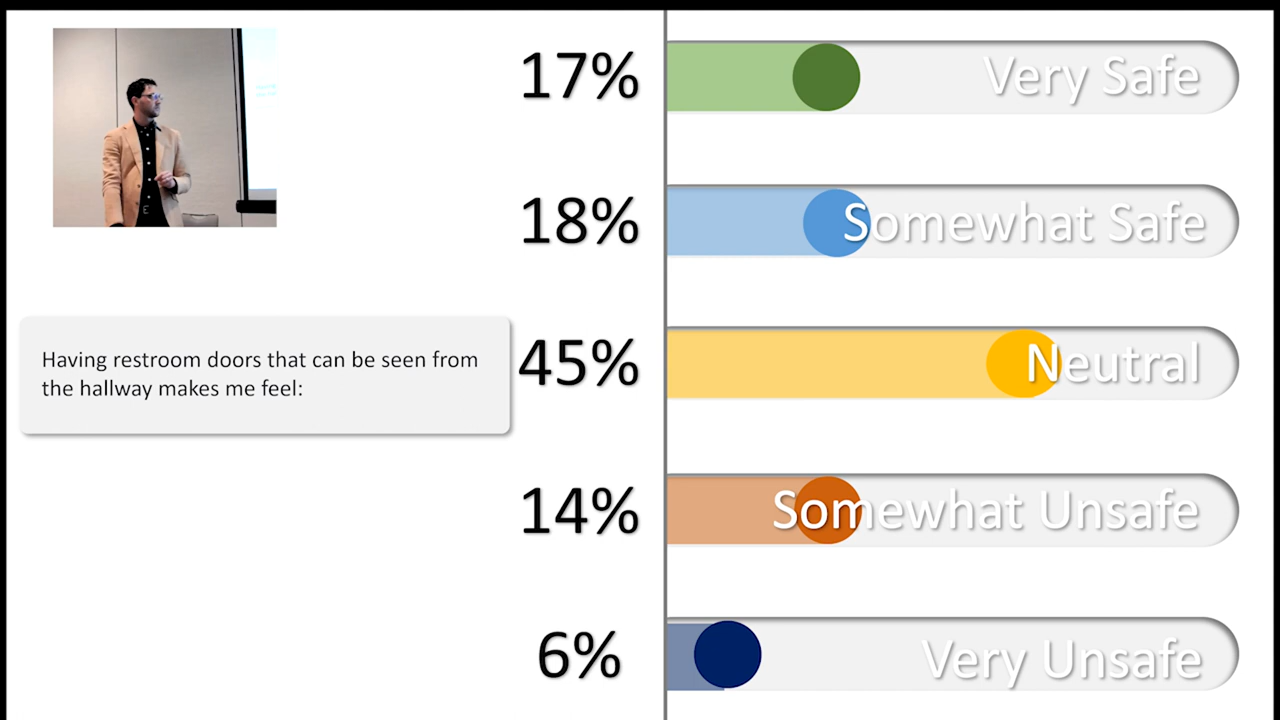 17% Very Safe
18% Somewhat Safe
Having restroom doors that can be seen from
the hallway makes me feel:
45% Neutral
14% Somewhat Unsafe
6% Very Unsafe